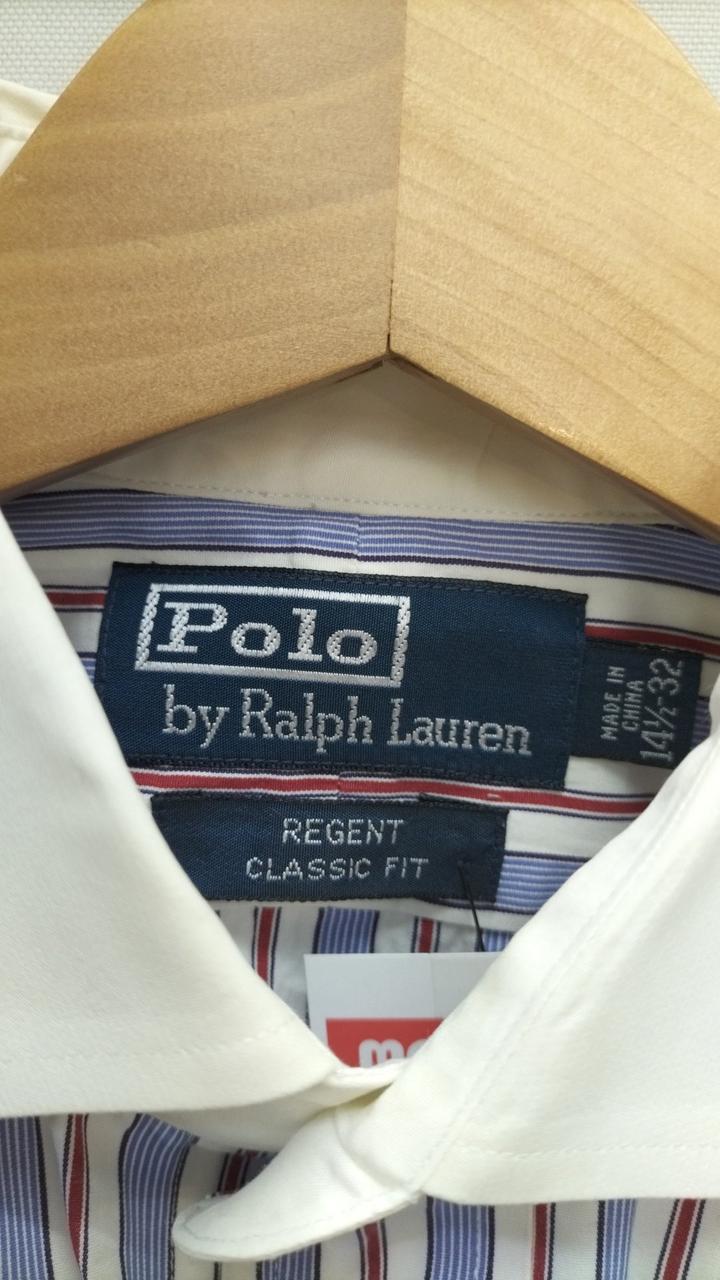 Polo
by Ralph Lauren
MADE IN
CHINA
14½-32
REGENT
CLASSIC FIT